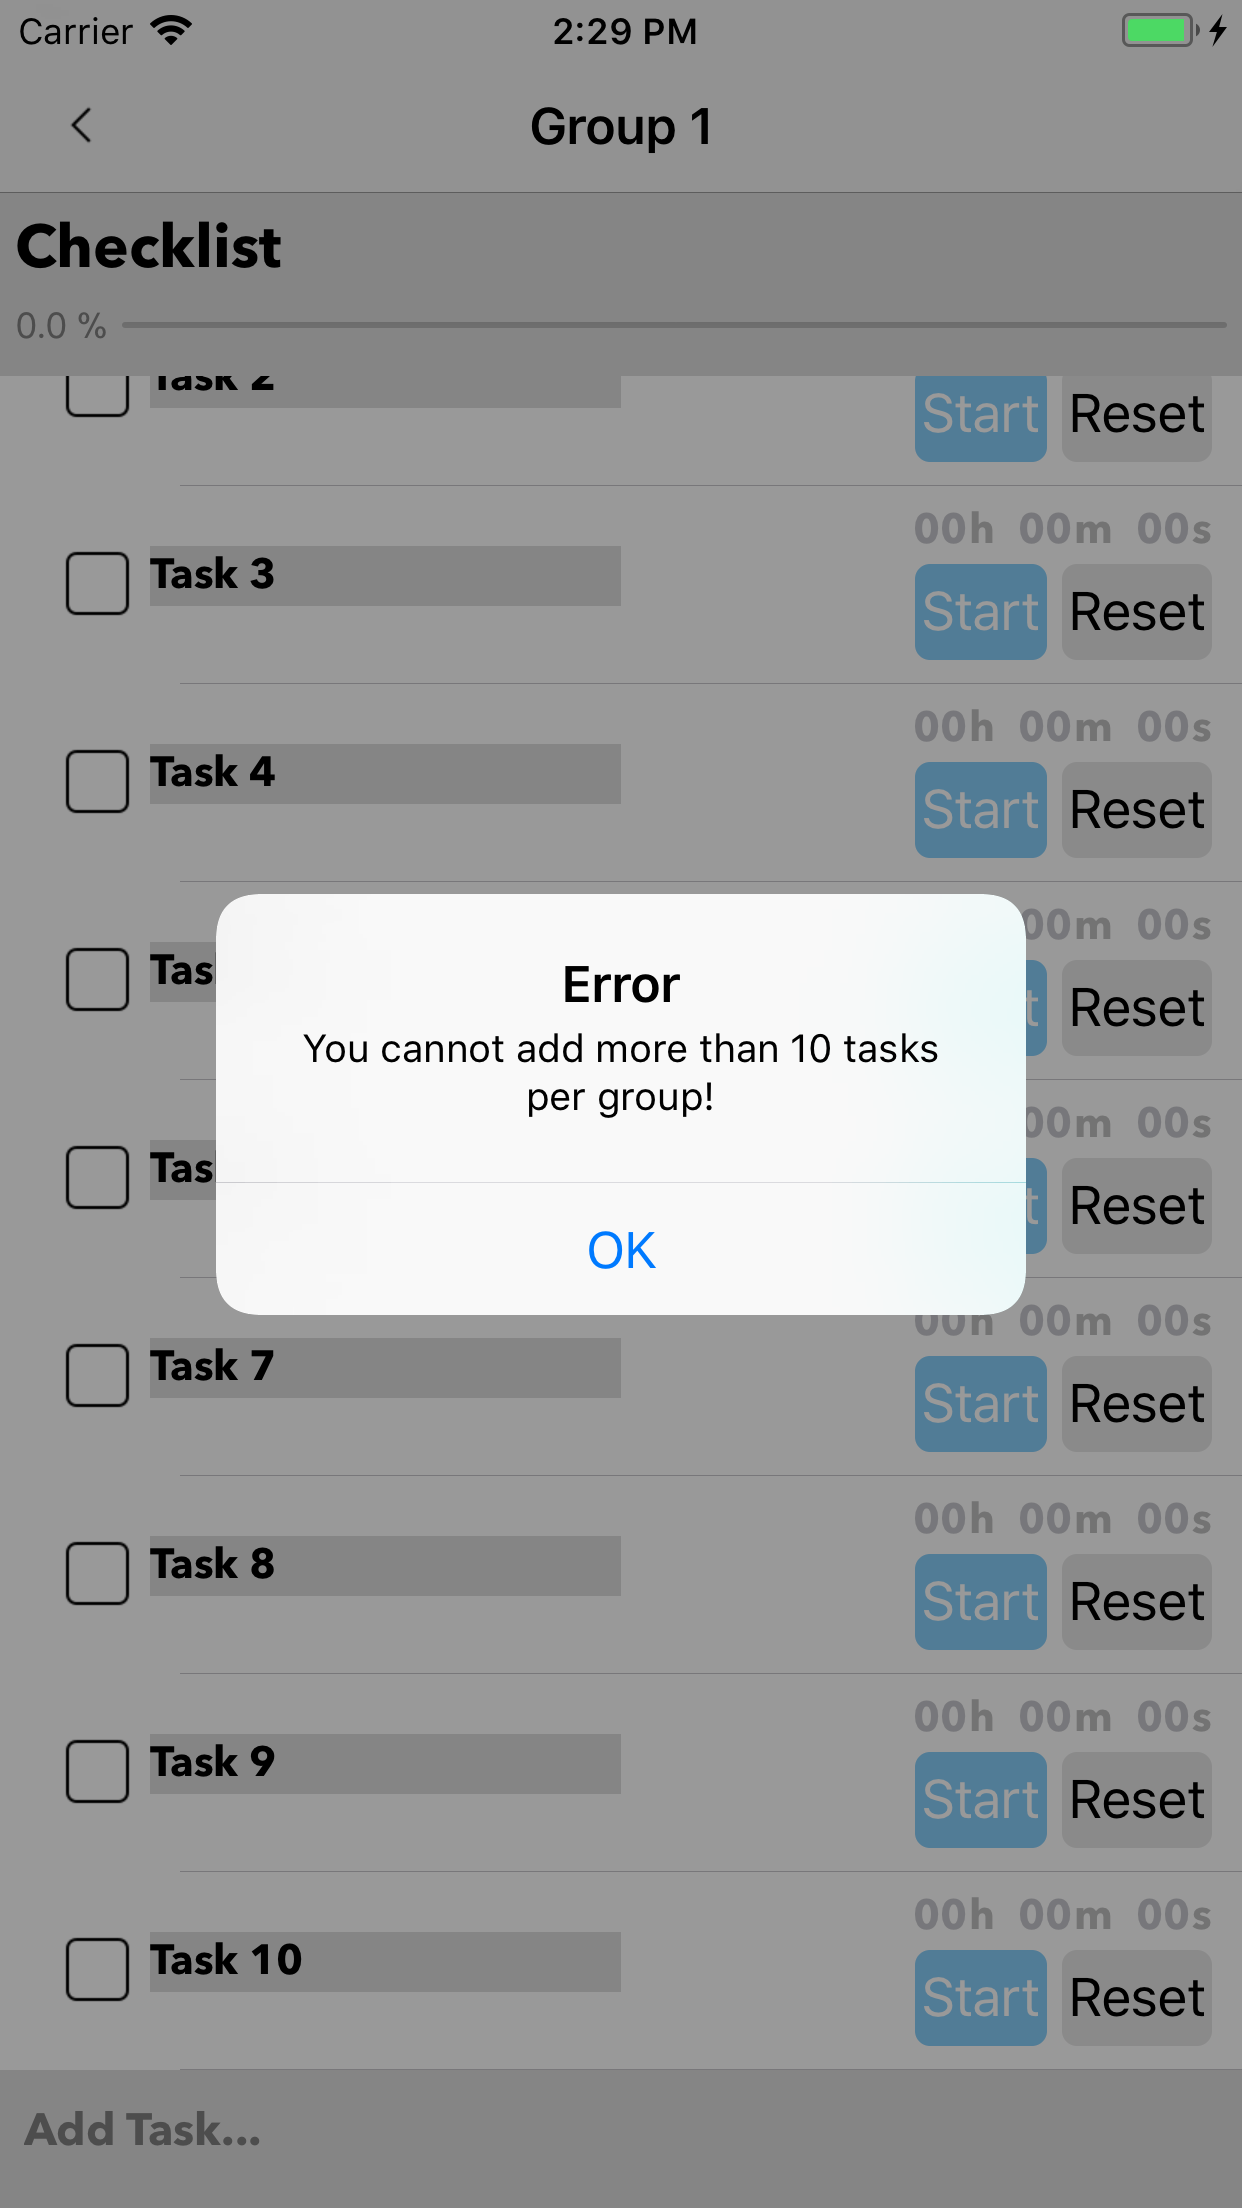 Carrier 2:29 PM
Group 1
Checklist
0.0 %
Task 2 Start Reset
00h 00m 00s
Task 3 Start Reset
00h 00m 00s
Task 4 Start Reset
00m 00s
Tas t Reset
Error
You cannot add more than 10 tasks
per group!
00m 00s
Tas t Reset
OK
00h 00m 00s
Task 7 Start Reset
00h 00m 00s
Task 8 Start Reset
00h 00m 00s
Task 9 Start Reset
00h 00m 00s
Task 10 Start Reset
Add Task...